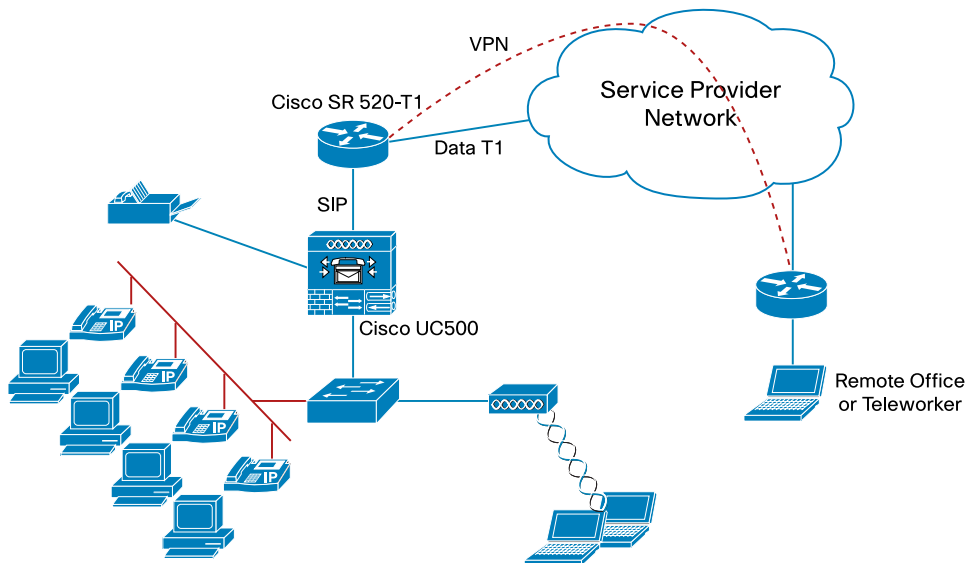 VPN
Service Provider
Network
Cisco SR 520-T1
Data T1
SIP
Cisco UC500
IP
IP
IP
IP
Remote Office
or Teleworker